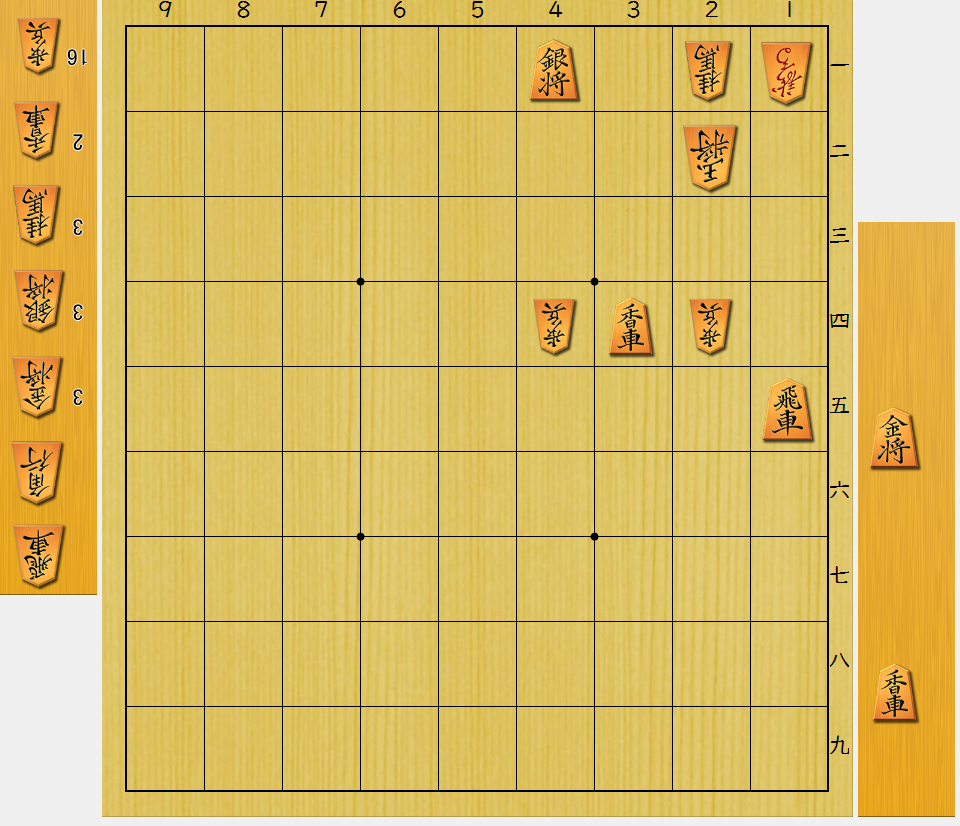 9 8 7 6 5 4 3 2 1
歩兵 16
香車 2
桂馬 3
銀将 3
金将 3
角行
飛車
銀将 桂馬 龍馬 一
玉将 二
三
歩兵 香車 歩兵 四
飛車 五
六
七
八
九
金将
香車